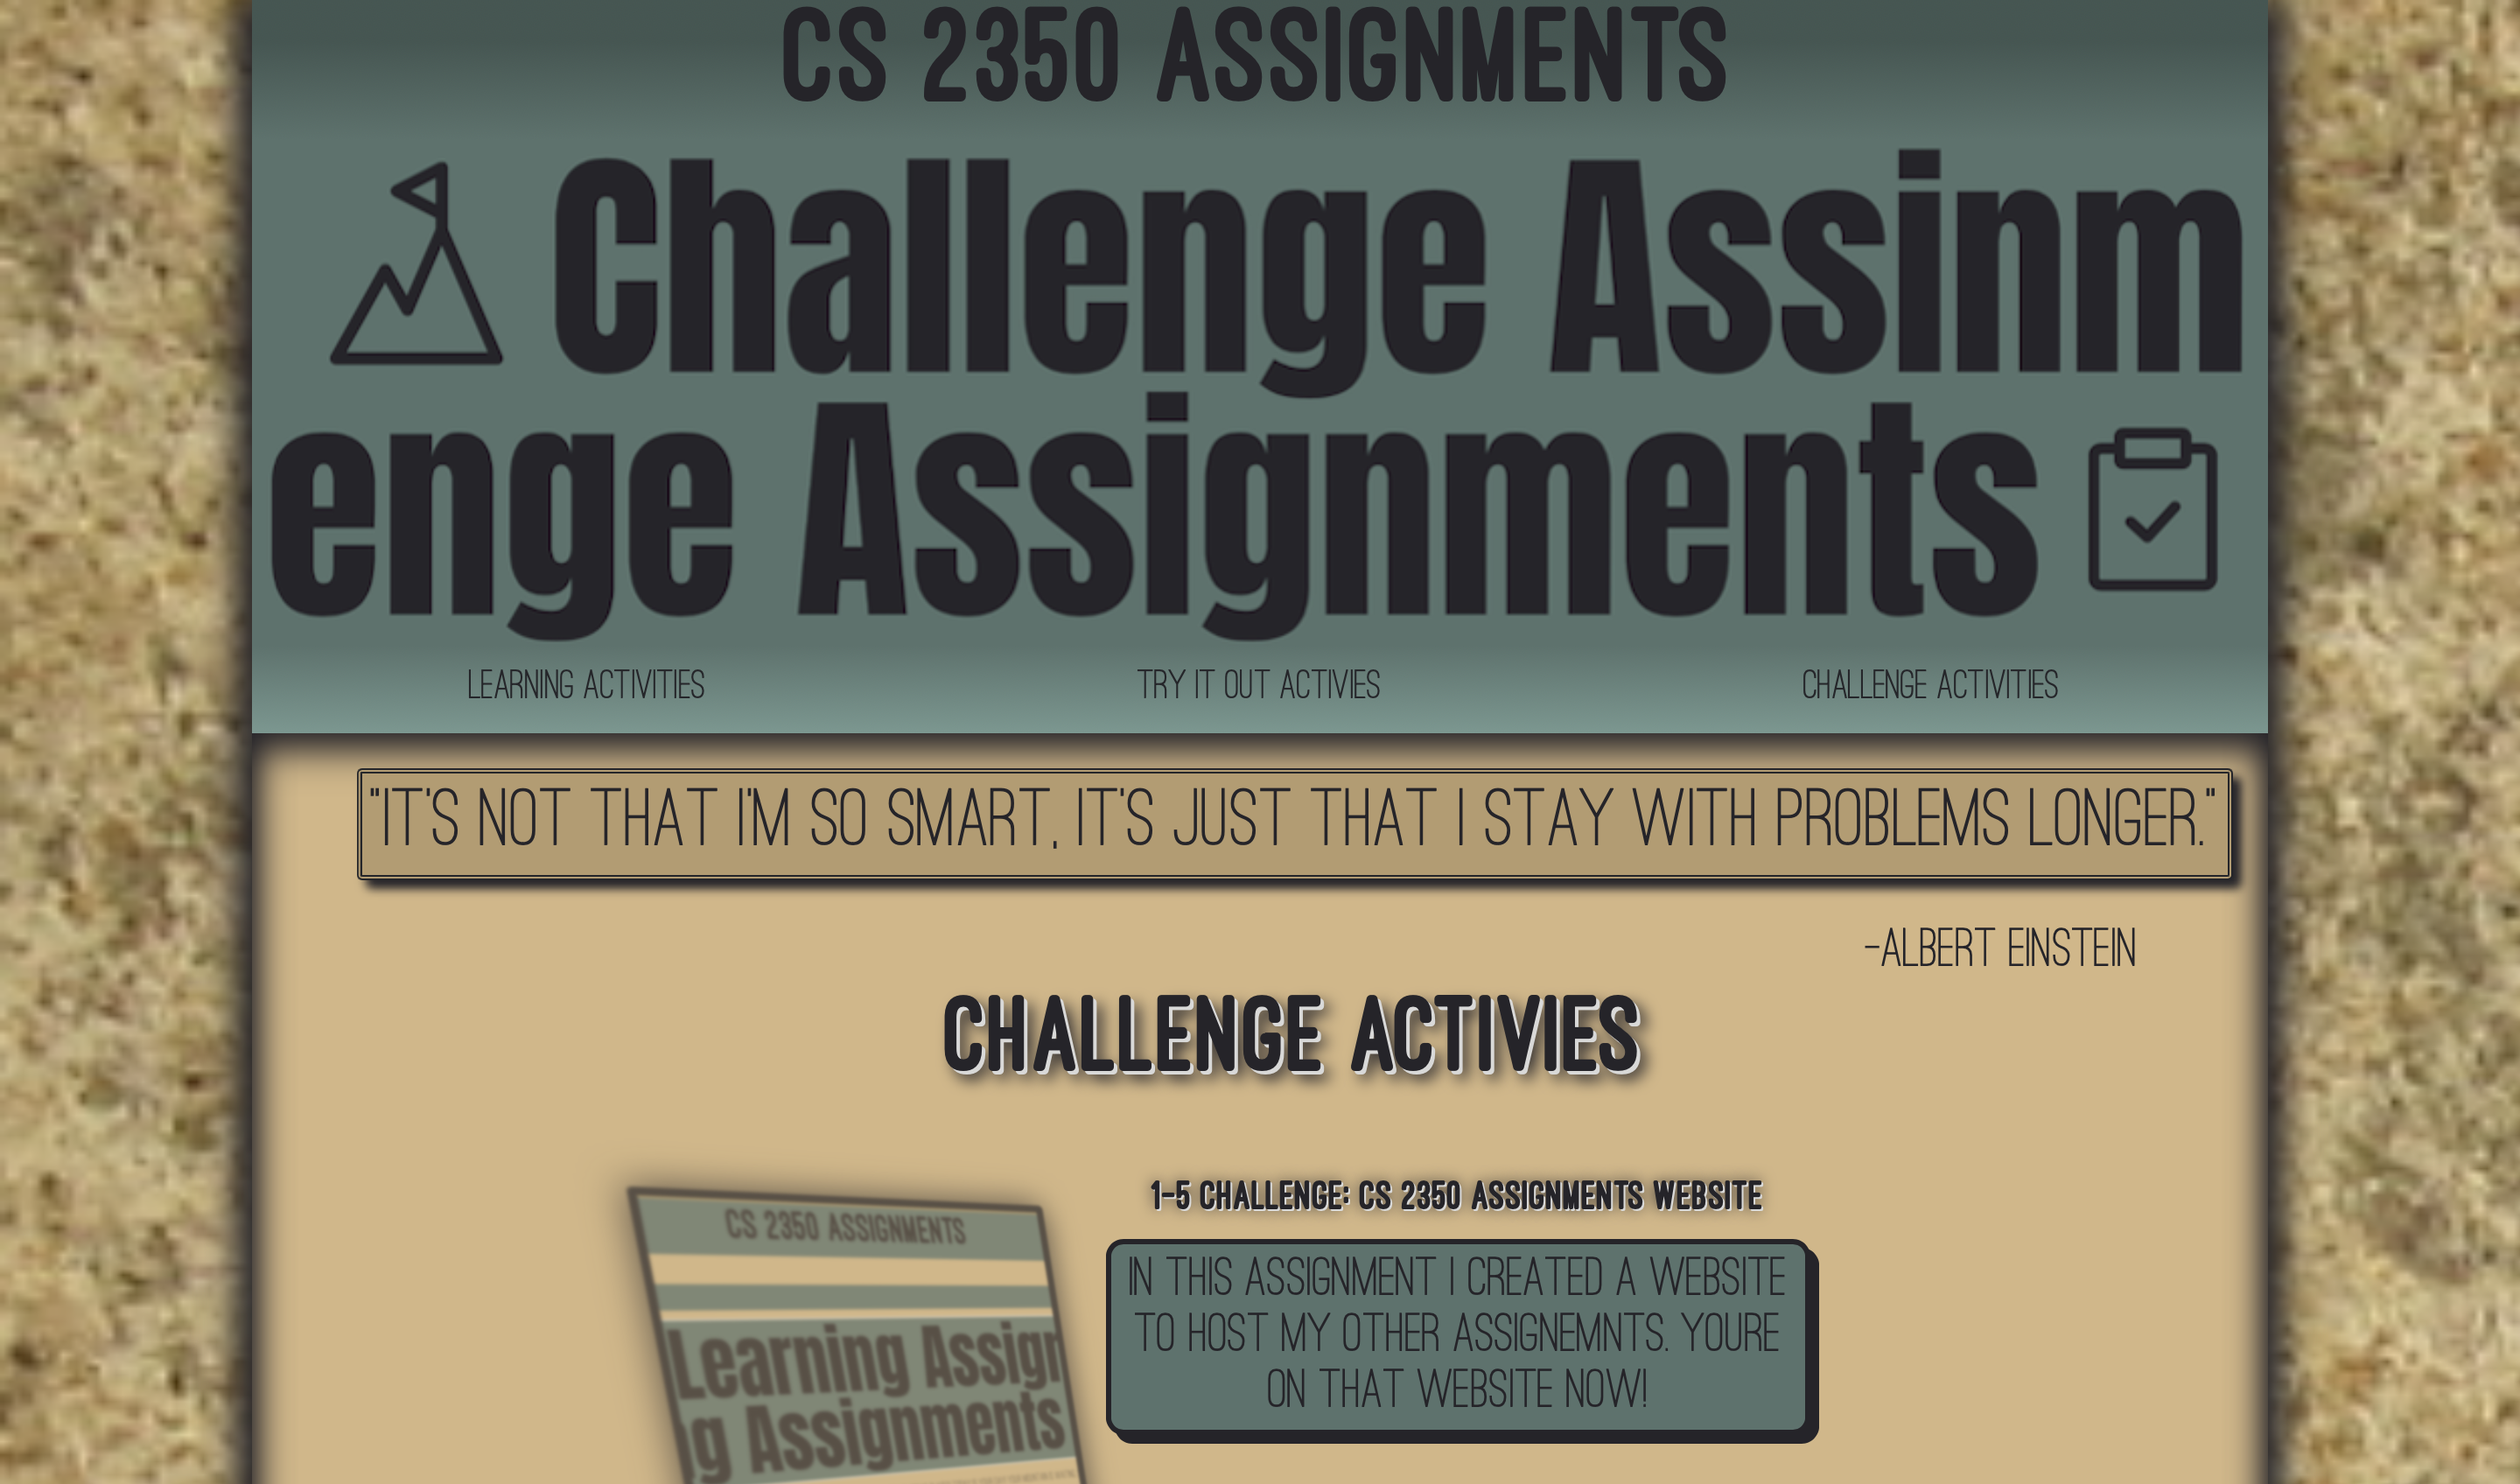 CS 2350 ASSIGNMENTS
Challenge Assinm
enge Assignments
LEARNING ACTIVITIES TRY IT OUT ACTIVIES CHALLENGE ACTIVITIES
"IT'S NOT THAT I'M SO SMART, IT'S JUST THAT I STAY WITH PROBLEMS LONGER."
-ALBERT EINSTEIN
CHALLENGE ACTIVIES
1-5 CHALLENGE: CS 2350 ASSIGNMENTS WEBSITE
IN THIS ASSIGNMENT I CREATED A WEBSITE
TO HOST MY OTHER ASSIGNEMNTS. YOURE
ON THAT WEBSITE NOW!
CS 2350 ASSIGNMENTS
Learning Assign
g Assignments